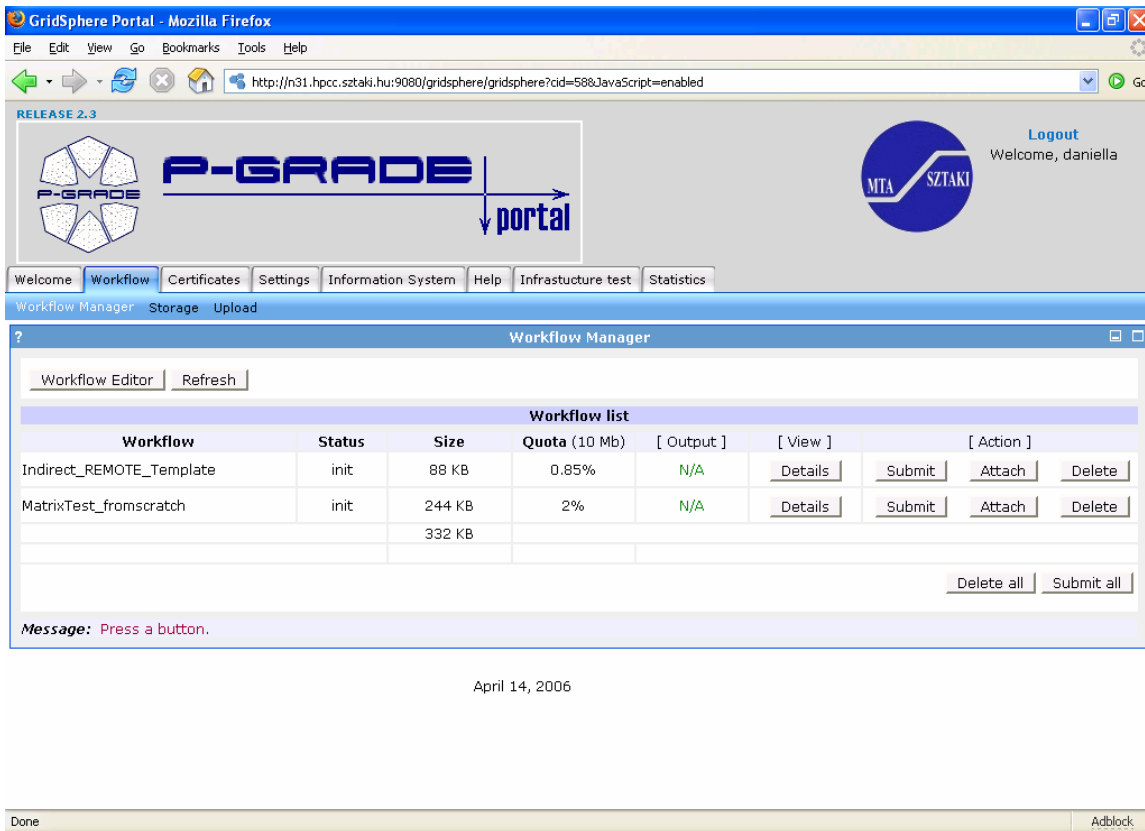 GridSphere Portal - Mozilla Firefox
File Edit View Go Bookmarks Tools Help
http://n31.hpcc.sztaki.hu:9080/gridsphere/gridsphere?cid=58&JavaScript=enabled Go
RELEASE 2.3
P-GRADE
P-GRADE
portal
MTA SZTAKI
Logout
Welcome, daniella
Welcome Workflow Certificates Settings Information System Help Infrastucture test Statistics
Workflow Manager Storage Upload
? Workflow Manager
Workflow Editor Refresh
Workflow list
Workflow Status Size Quota (10 Mb) [ Output ] [ View ] [ Action ]
Indirect_REMOTE_Template init 88 KB 0.85% N/A Details Submit Attach Delete
MatrixTest_fromscratch init 244 KB 2% N/A Details Submit Attach Delete
332 KB
Delete all Submit all
Message: Press a button.
April 14, 2006
Done Adblock